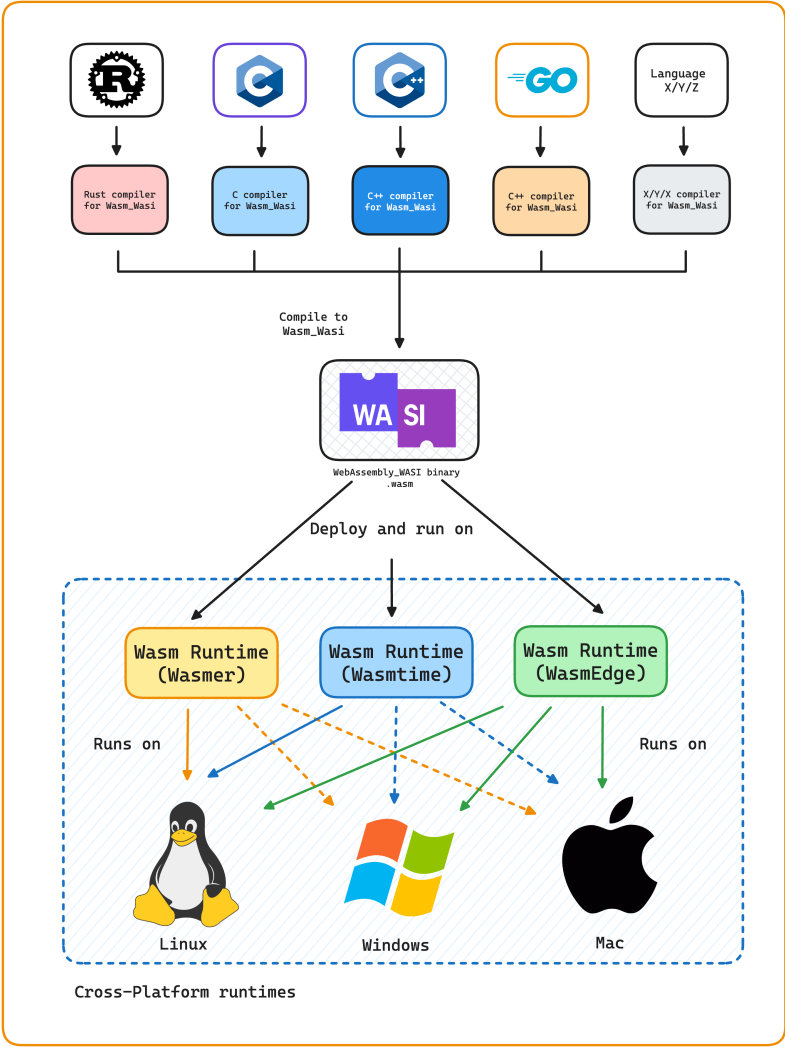 R
C
C++
GO
Language
X/Y/Z
Rust compiler
for Wasm_Wasi
C compiler
for Wasm_Wasi
C++ compiler
for Wasm_Wasi
C++ compiler
for Wasm_Wasi
X/Y/X compiler
for Wasm_Wasi
Compile to
Wasm_Wasi
WA SI
WebAssembly_WASI binary
.wasm
Deploy and run on
Wasm Runtime
(Wasmer)
Wasm Runtime
(Wasmtime)
Wasm Runtime
(WasmEdge)
Runs on
Runs on
Linux
Windows
Mac
Cross-Platform runtimes